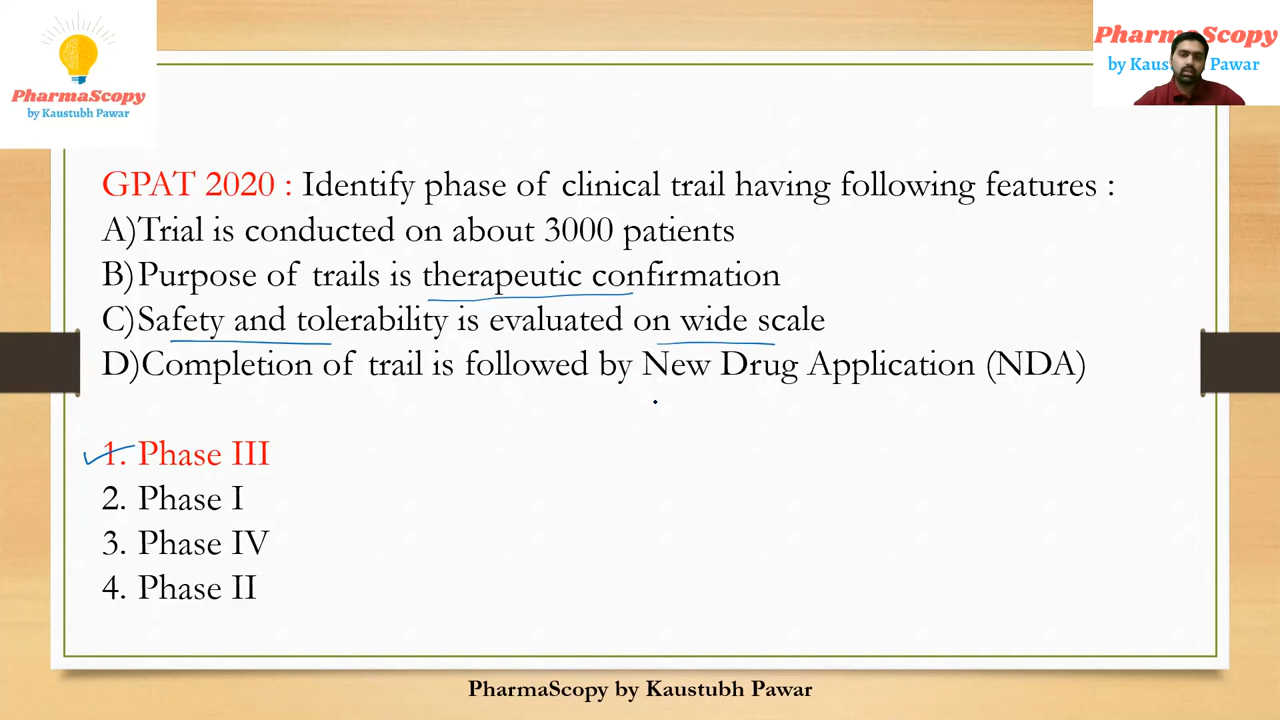 PharmaScopy
by Kaustubh Pawar
Pharm Scopy
by Kaus Pawar
GPAT 2020 : Identify phase of clinical trail having following features :
A)Trial is conducted on about 3000 patients
B)Purpose of trails is therapeutic confirmation
C)Safety and tolerability is evaluated on wide scale
D)Completion of trail is followed by New Drug Application (NDA)
1. Phase III
2. Phase I
3. Phase IV
4. Phase II
PharmaScopy by Kaustubh Pawar